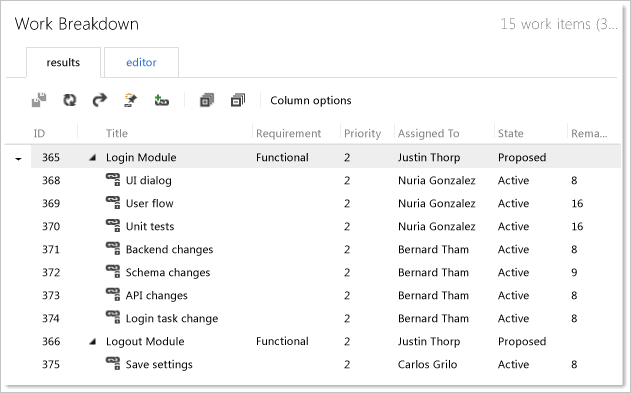 Work Breakdown 15 work items (3...
results editor
Column options
ID Title Requirement Priority Assigned To State Rema...
365 Login Module Functional 2 Justin Thorp Proposed
368 UI dialog 2 Nuria Gonzalez Active 8
369 User flow 2 Nuria Gonzalez Active 16
370 Unit tests 2 Nuria Gonzalez Active 16
371 Backend changes 2 Bernard Tham Active 8
372 Schema changes 2 Bernard Tham Active 9
373 API changes 2 Bernard Tham Active 8
374 Login task change 2 Bernard Tham Active 8
366 Logout Module Functional 2 Justin Thorp Proposed
375 Save settings 2 Carlos Grilo Active 8